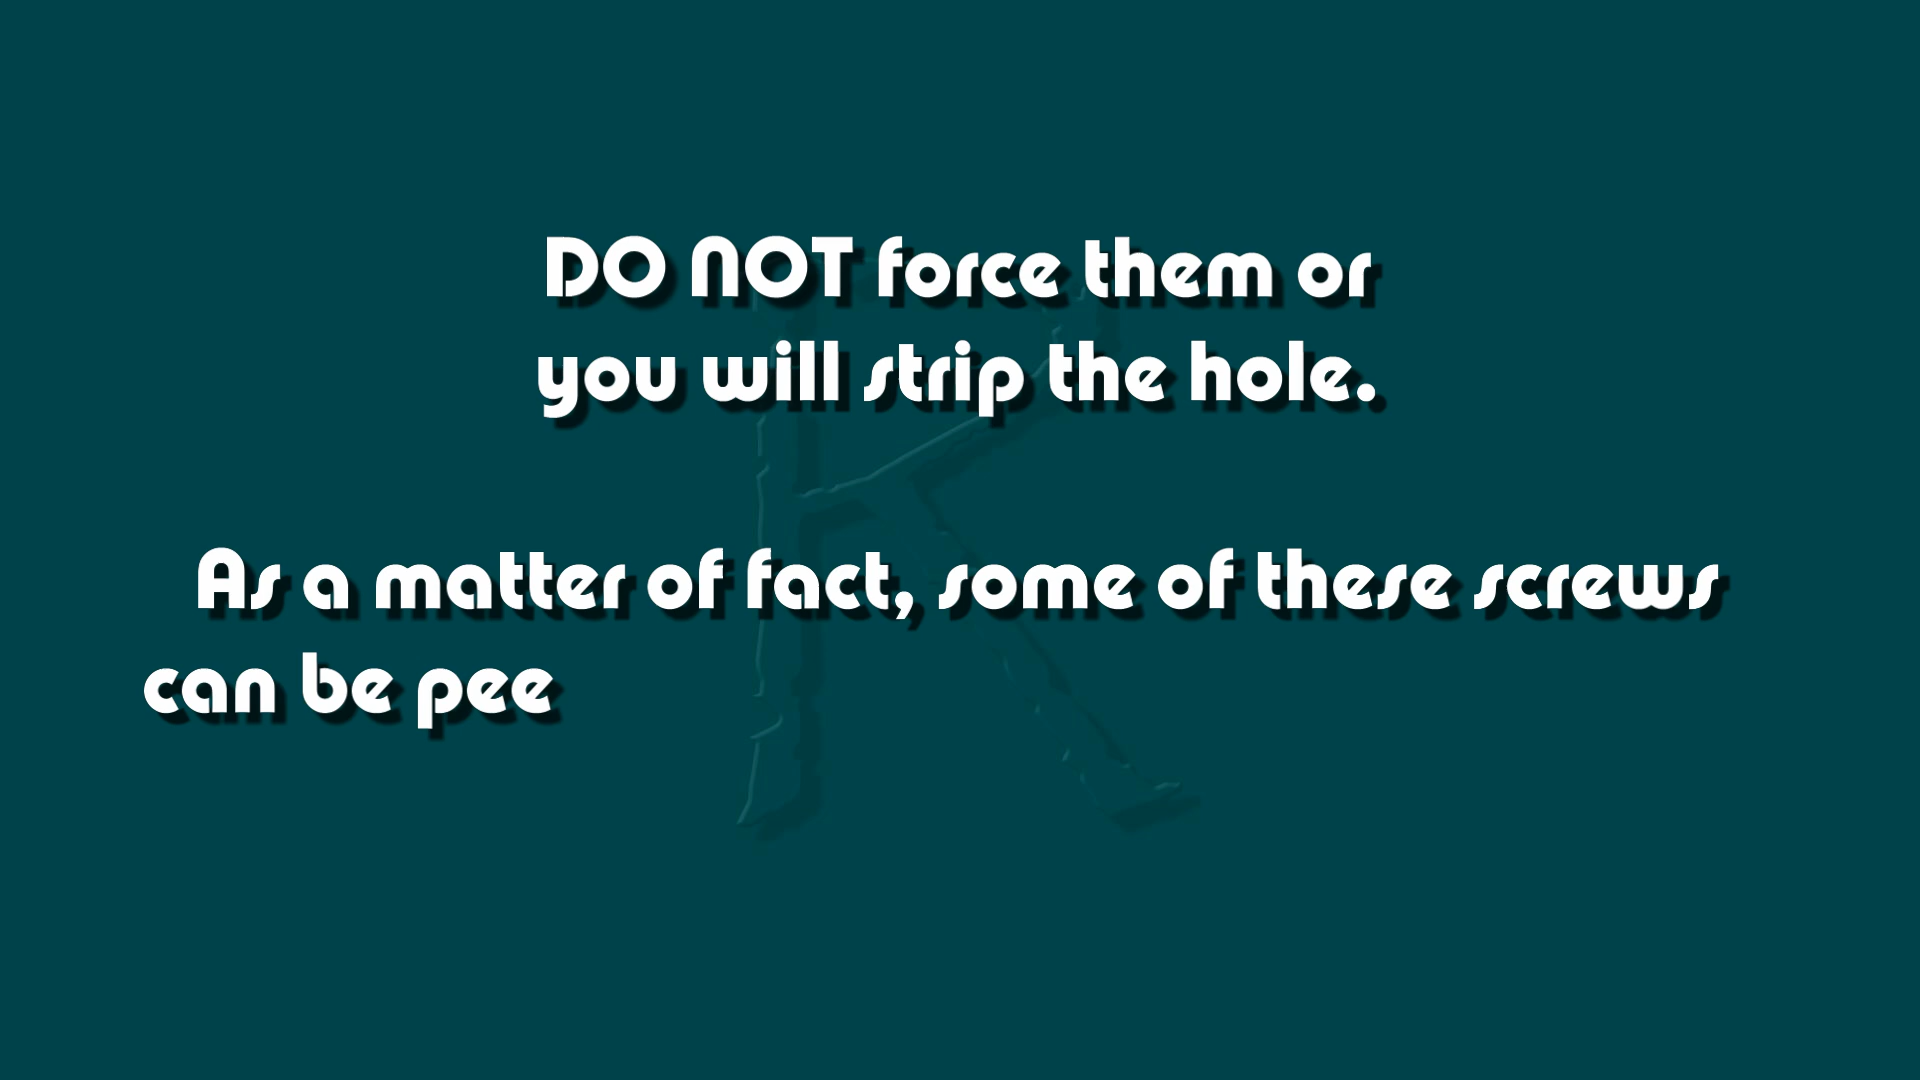 DO NOT force them or
you will strip the hole.
As a matter of fact, some of these screws
can be pee
R